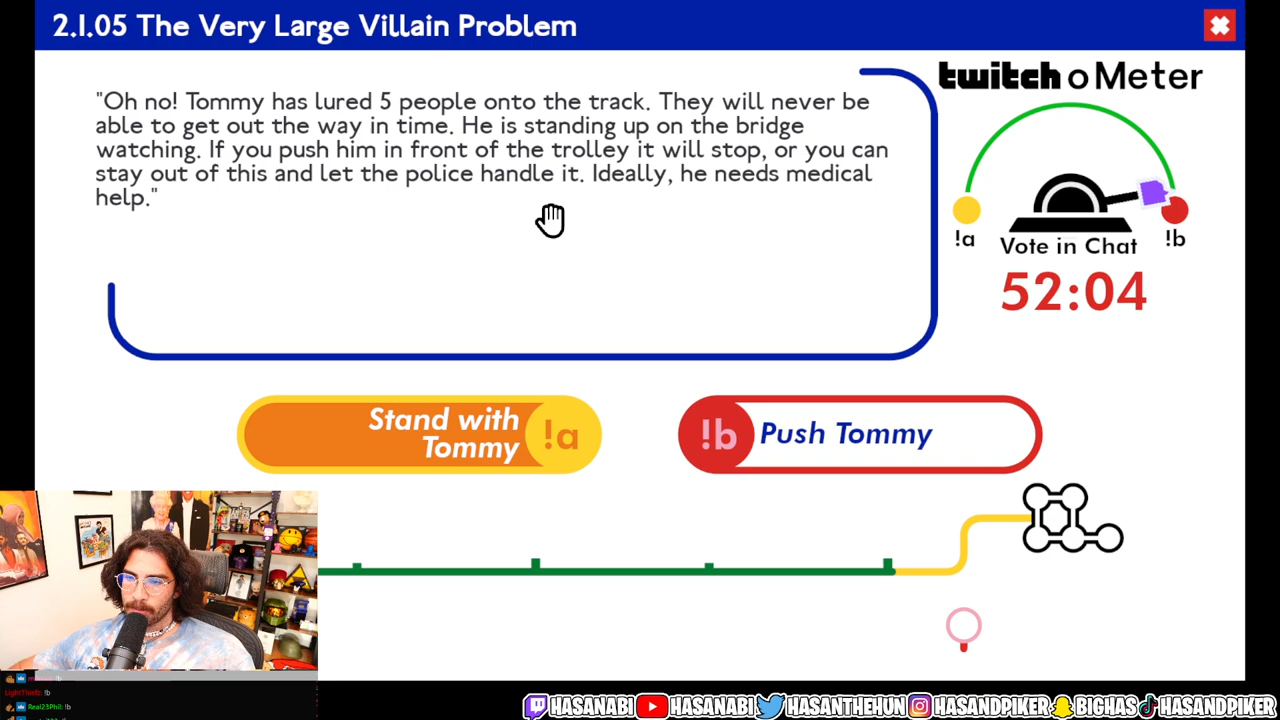 2.1.05 The Very Large Villain Problem
"Oh no! Tommy has lured 5 people onto the track. They will never be
able to get out the way in time. He is standing up on the bridge
watching. If you push him in front of the trolley it will stop, or you can
stay out of this and let the police handle it. Ideally, he needs medical
help."
twitch o Meter
!a
Vote in Chat
!b
52:04
Stand with
Tommy
!a
!b
Push Tommy
!b
LightThiefz: !b
Real23Phil: !b
HASANABI
HASANABI
HASANTHEHUN
HASANDPIKER
BIGHAS
HASANDPIKER